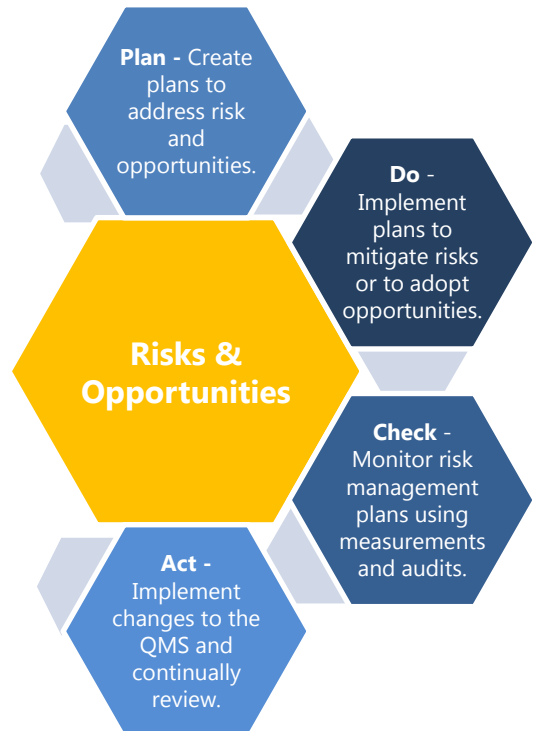 Plan - Create
plans to
address risk
and
opportunities.
Do -
Implement
plans to
mitigate risks
or to adopt
opportunities.
Risks &
Opportunities
Check -
Monitor risk
management
plans using
measurements
and audits.
Act -
Implement
changes to the
QMS and
continually
review.